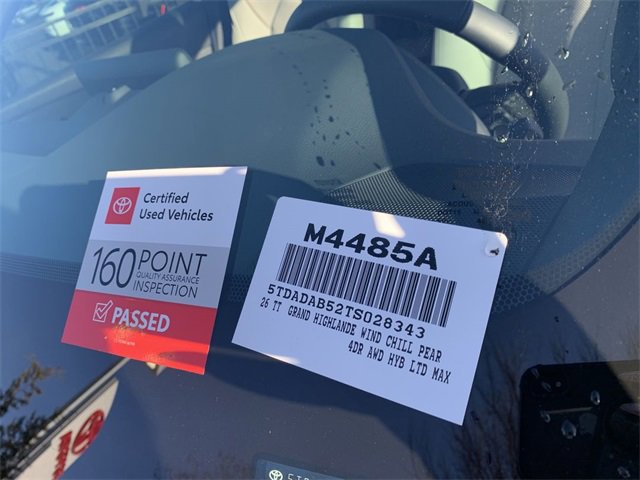 Certified
Used Vehicles
160 POINT
QUALITY ASSURANCE
INSPECTION
PASSED
M4485A
5TDADAB52TS028343
26 TT GRAND HIGHLANDE WIND CHILL PEAR
4DR AWD HYB LTD MAX